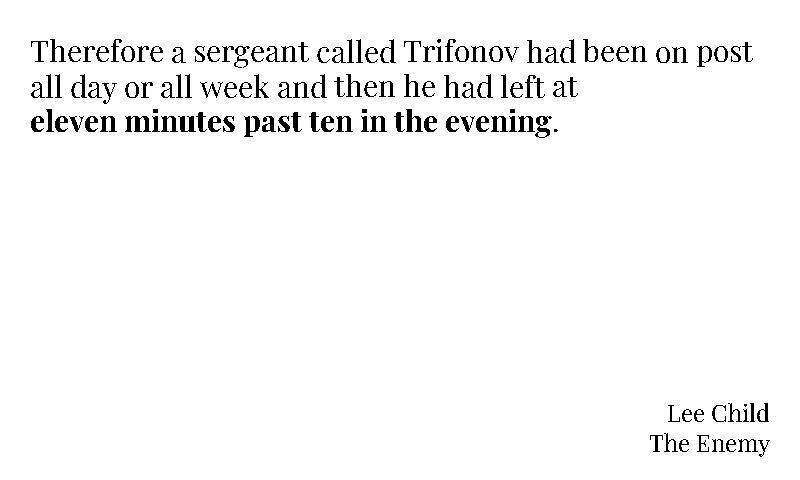 Therefore a sergeant called Trifonov had been on post
all day or all week and then he had left at
eleven minutes past ten in the evening.
Lee Child
The Enemy